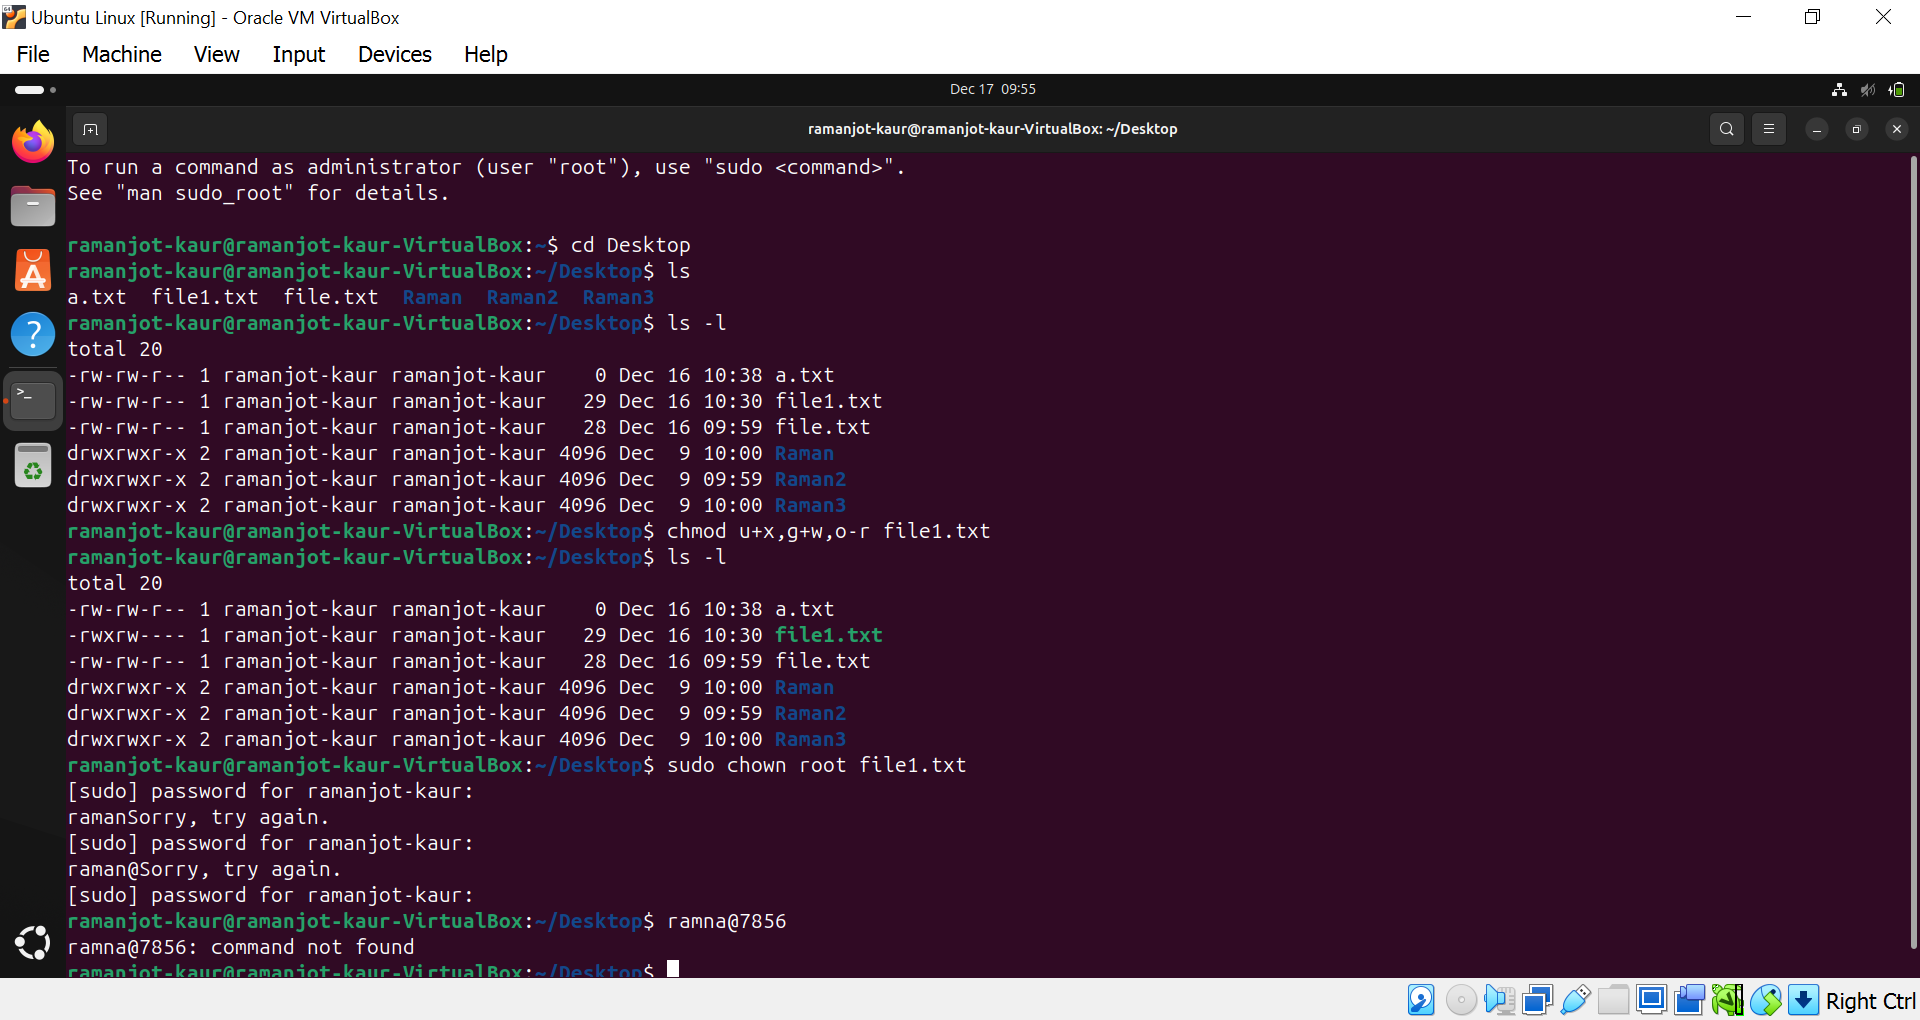 Ubuntu Linux [Running] - Oracle VM VirtualBox
File Machine View Input Devices Help
Dec 17 09:55
ramanjot-kaur@ramanjot-kaur-VirtualBox: ~/Desktop
To run a command as administrator (user "root"), use "sudo <command>".
See "man sudo_root" for details.
ramanjot-kaur@ramanjot-kaur-VirtualBox:~$ cd Desktop
ramanjot-kaur@ramanjot-kaur-VirtualBox:~/Desktop$ ls
a.txt  file1.txt  file.txt  Raman  Raman2  Raman3
ramanjot-kaur@ramanjot-kaur-VirtualBox:~/Desktop$ ls -l
total 20
-rw-rw-r-- 1 ramanjot-kaur ramanjot-kaur    0 Dec 16 10:38 a.txt
-rw-rw-r-- 1 ramanjot-kaur ramanjot-kaur   29 Dec 16 10:30 file1.txt
-rw-rw-r-- 1 ramanjot-kaur ramanjot-kaur   28 Dec 16 09:59 file.txt
drwxrwxr-x 2 ramanjot-kaur ramanjot-kaur 4096 Dec  9 10:00 Raman
drwxrwxr-x 2 ramanjot-kaur ramanjot-kaur 4096 Dec  9 09:59 Raman2
drwxrwxr-x 2 ramanjot-kaur ramanjot-kaur 4096 Dec  9 10:00 Raman3
ramanjot-kaur@ramanjot-kaur-VirtualBox:~/Desktop$ chmod u+x,g+w,o-r file1.txt
ramanjot-kaur@ramanjot-kaur-VirtualBox:~/Desktop$ ls -l
total 20
-rw-rw-r-- 1 ramanjot-kaur ramanjot-kaur    0 Dec 16 10:38 a.txt
-rwxrw---- 1 ramanjot-kaur ramanjot-kaur   29 Dec 16 10:30 file1.txt
-rw-rw-r-- 1 ramanjot-kaur ramanjot-kaur   28 Dec 16 09:59 file.txt
drwxrwxr-x 2 ramanjot-kaur ramanjot-kaur 4096 Dec  9 10:00 Raman
drwxrwxr-x 2 ramanjot-kaur ramanjot-kaur 4096 Dec  9 09:59 Raman2
drwxrwxr-x 2 ramanjot-kaur ramanjot-kaur 4096 Dec  9 10:00 Raman3
ramanjot-kaur@ramanjot-kaur-VirtualBox:~/Desktop$ sudo chown root file1.txt
[sudo] password for ramanjot-kaur:
ramanSorry, try again.
[sudo] password for ramanjot-kaur:
raman@Sorry, try again.
[sudo] password for ramanjot-kaur:
ramanjot-kaur@ramanjot-kaur-VirtualBox:~/Desktop$ ramna@7856
ramna@7856: command not found
ramanjot-kaur@ramanjot-kaur-VirtualBox:~/Desktop$
Right Ctrl